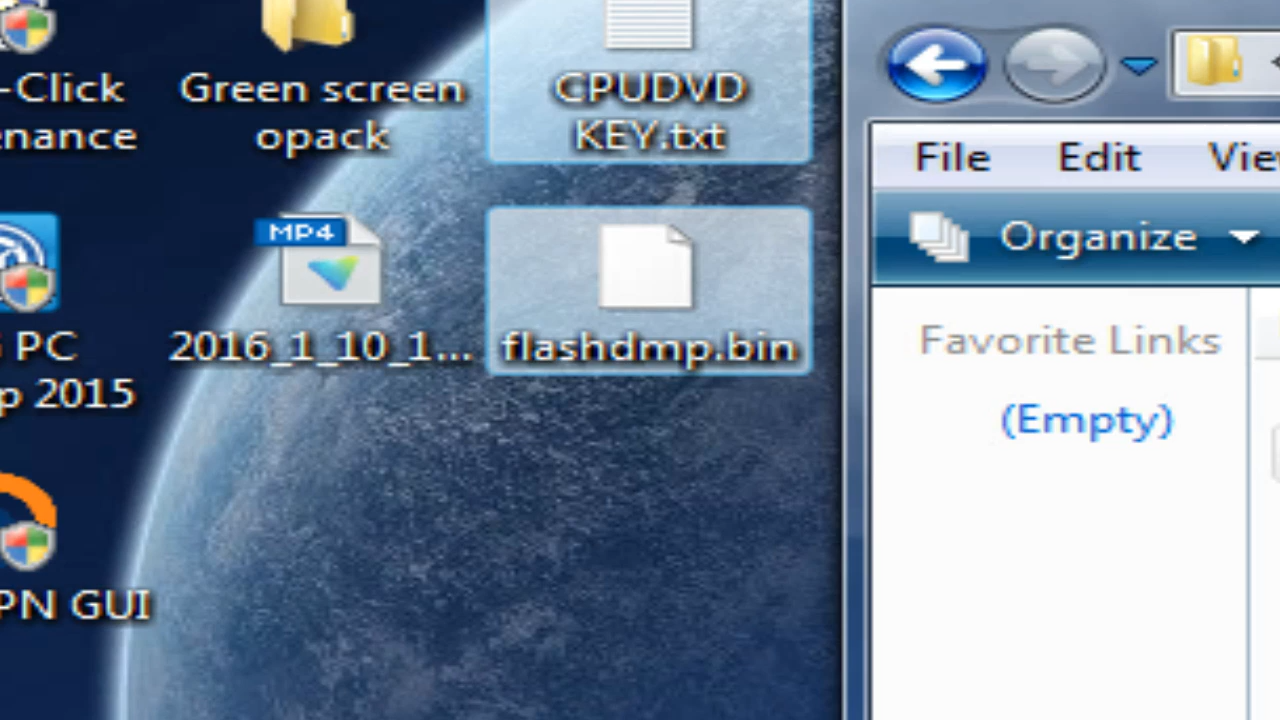 -Click
enance
Green screen
opack
CPUDVD
KEY.txt
PC
p 2015
MP4
2016_1_10_1...
flashdmp.bin
PN GUI
File Edit Vie
Organize
Favorite Links
(Empty)